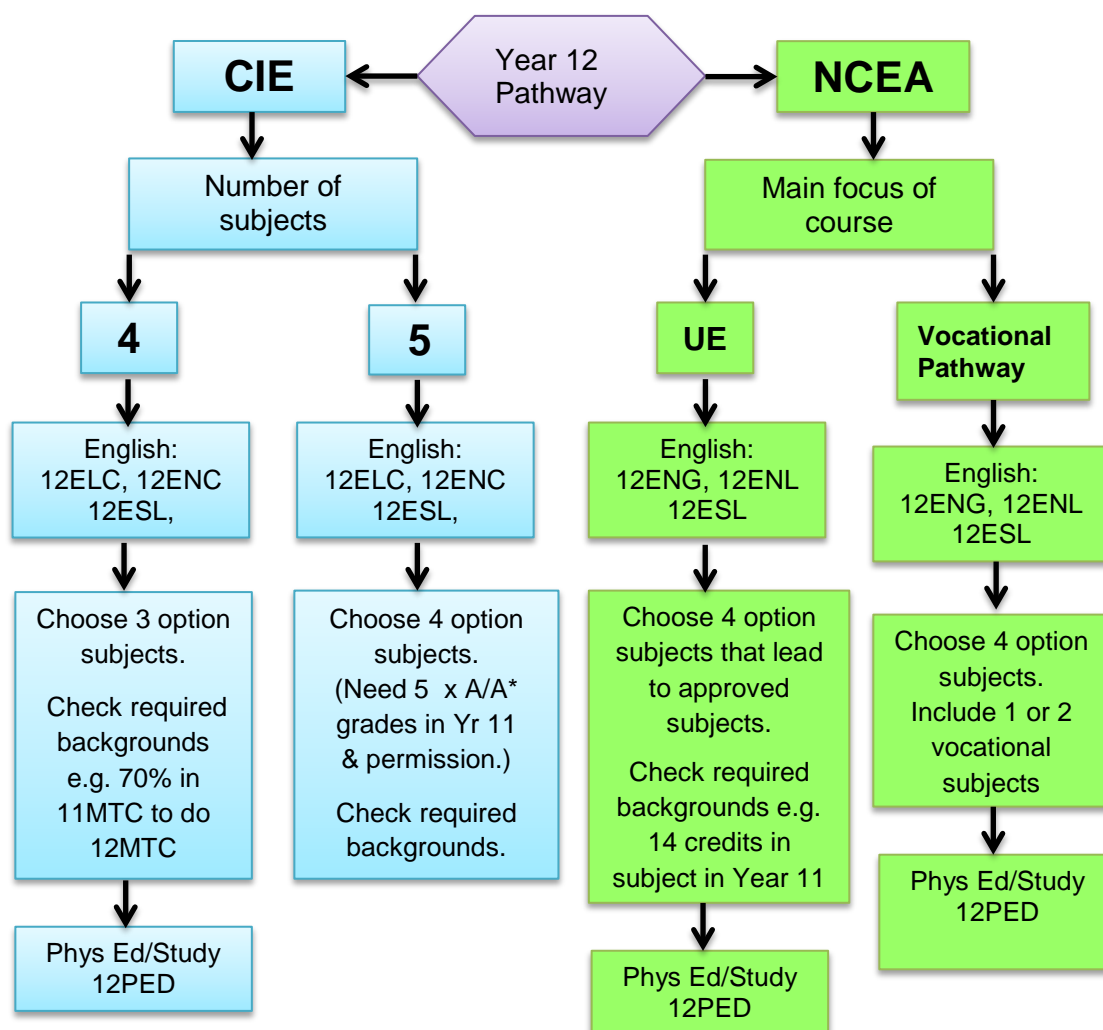 Year 12
Pathway
CIE
NCEA
Number of
subjects
Main focus of
course
4
5
UE
Vocational
Pathway
English:
12ELC, 12ENC
12ESL,
English:
12ELC, 12ENC
12ESL,
English:
12ENG, 12ENL
12ESL
English:
12ENG, 12ENL
12ESL
Choose 3 option
subjects.
Check required
backgrounds
e.g. 70% in
11MTC to do
12MTC
Choose 4 option
subjects.
(Need 5 x A/A*
grades in Yr 11
& permission.)
Check required
backgrounds.
Choose 4 option
subjects that lead
to approved
subjects.
Check required
backgrounds e.g.
14 credits in
subject in Year 11
Choose 4 option
subjects.
Include 1 or 2
vocational
subjects
Phys Ed/Study
12PED
Phys Ed/Study
12PED
Phys Ed/Study
12PED